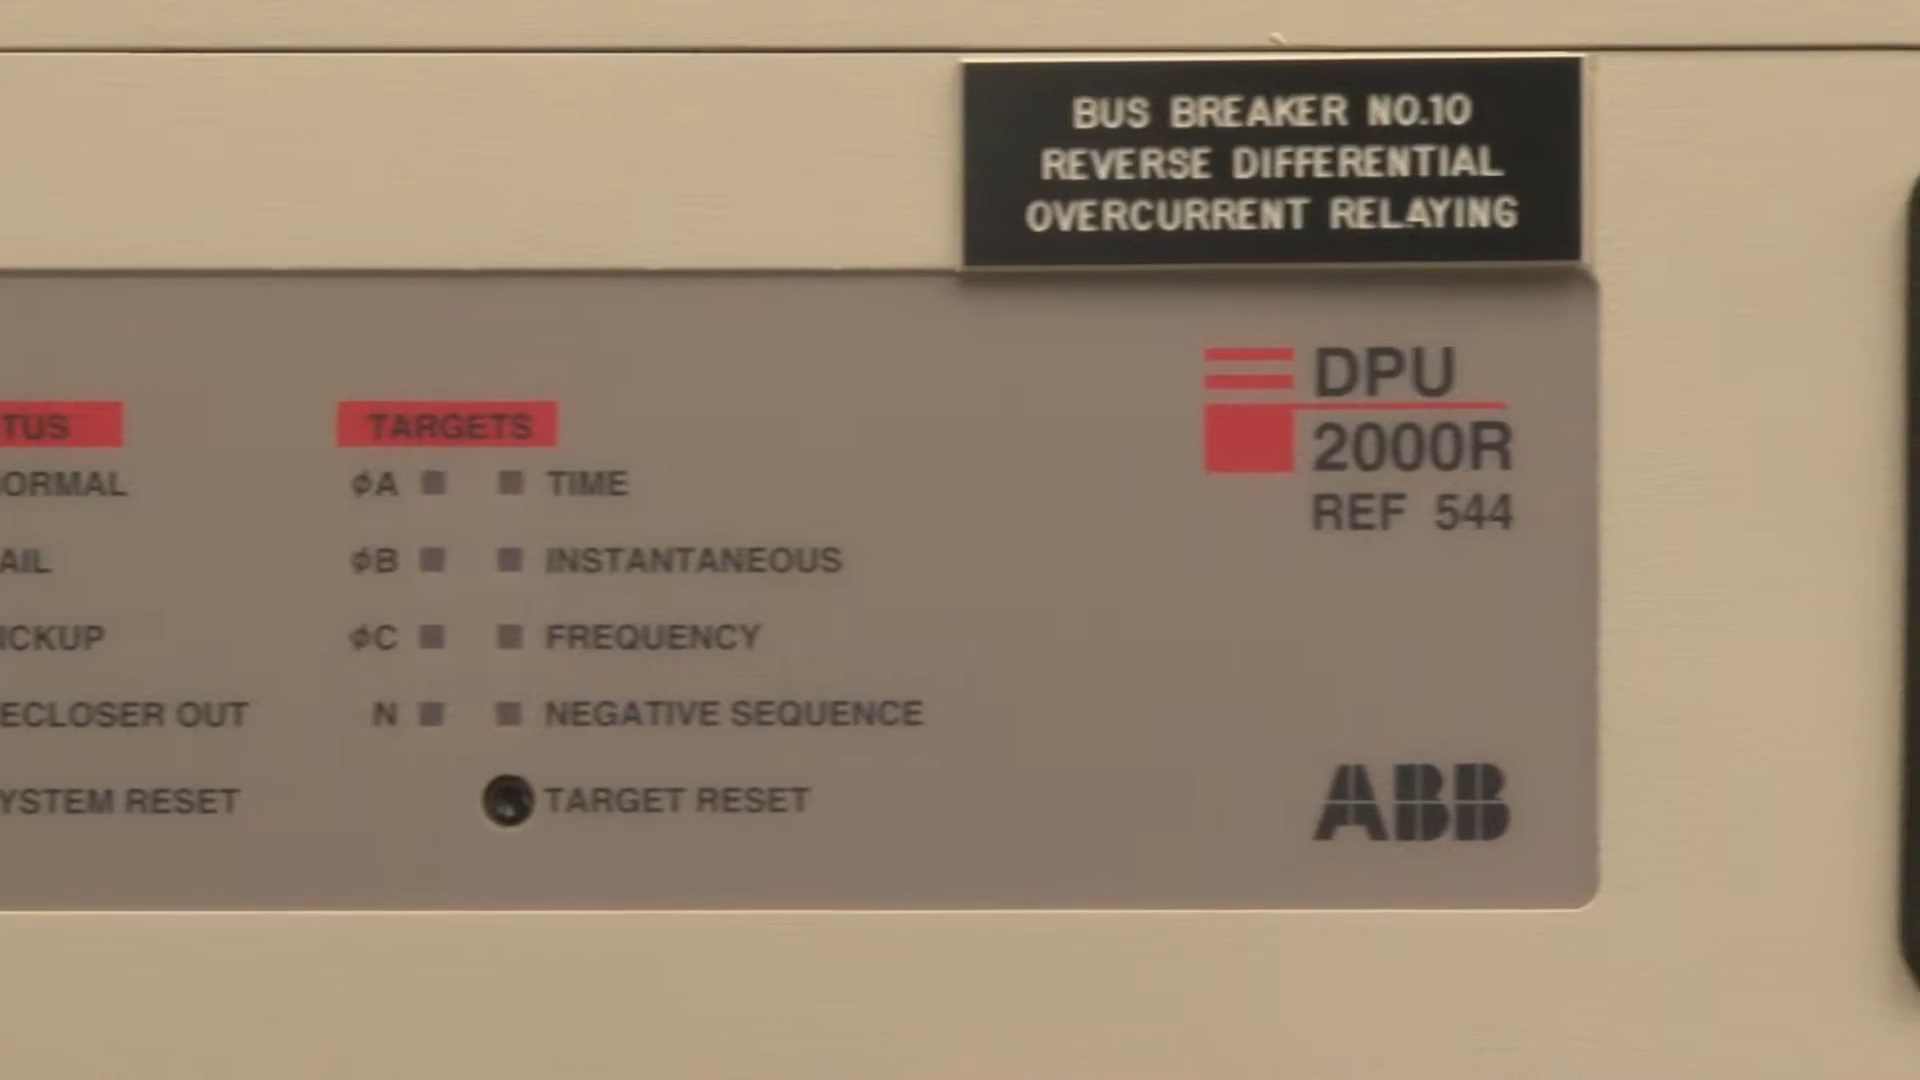 BUS BREAKER NO.10
REVERSE DIFFERENTIAL
OVERCURRENT RELAYING
DPU
2000R
REF 544
TUS
TARGETS
ORMAL
φA
TIME
AIL
φB
INSTANTANEOUS
ICKUP
φC
FREQUENCY
ECLOSER OUT
N
NEGATIVE SEQUENCE
YSTEM RESET
TARGET RESET
ABB